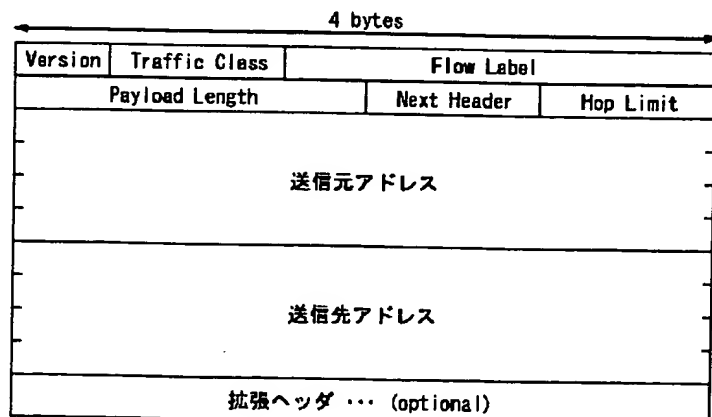 4 bytes
Version Traffic Class Flow Label
Payload Length Next Header Hop Limit
送信元アドレス
送信先アドレス
拡張ヘッダ … (optional)